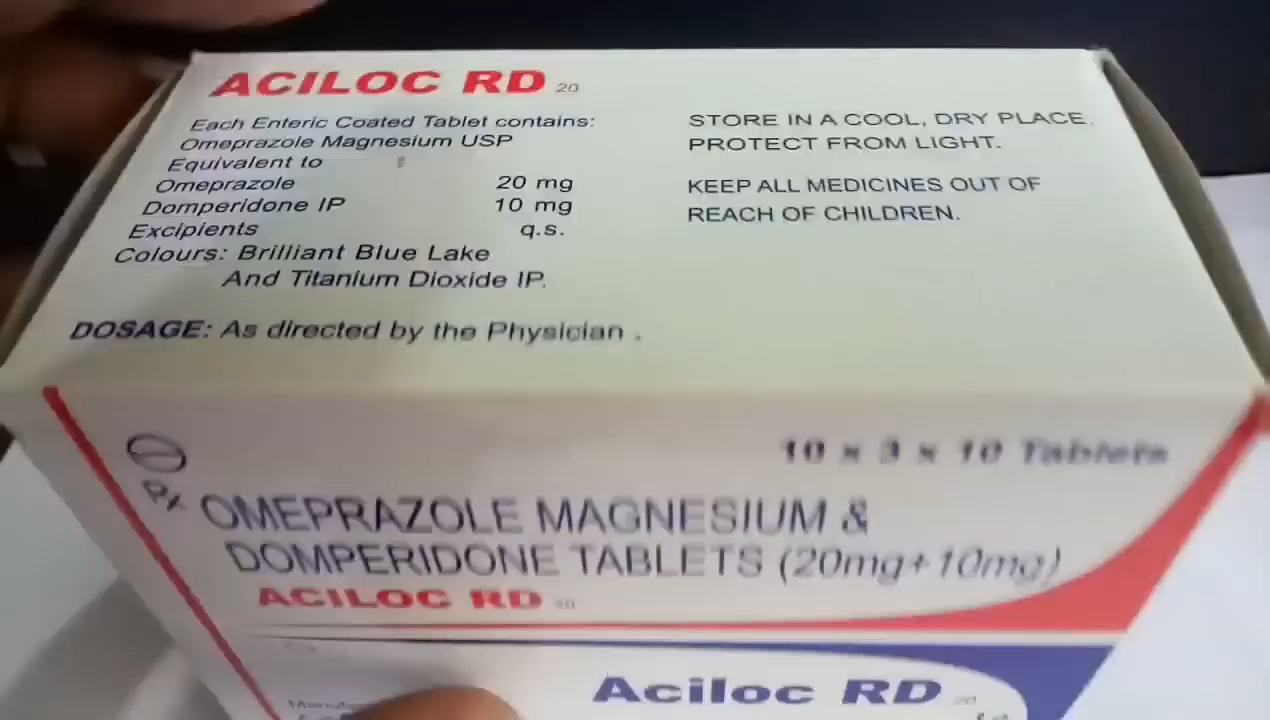 ACILOC RD 20
Each Enteric Coated Tablet contains:
Omeprazole Magnesium USP
Equivalent to
Omeprazole 20 mg
Domperidone IP 10 mg
Excipients q.s.
Colours: Brilliant Blue Lake
And Titanium Dioxide IP.
DOSAGE: As directed by the Physician .
STORE IN A COOL, DRY PLACE.
PROTECT FROM LIGHT.
KEEP ALL MEDICINES OUT OF
REACH OF CHILDREN.
10 x 3 x 10 Tablets
Rx OMEPRAZOLE MAGNESIUM &
DOMPERIDONE TABLETS (20mg+10mg)
ACILOC RD 20
Aciloc RD 20